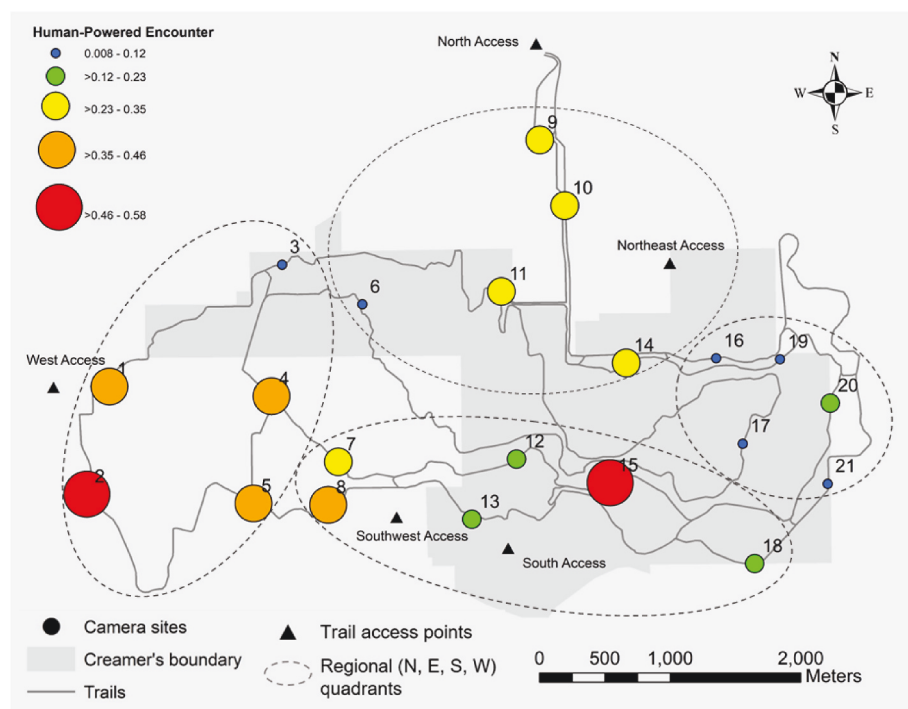 Human-Powered Encounter
0.008 - 0.12
>0.12 - 0.23
>0.23 - 0.35
>0.35 - 0.46
>0.46 - 0.58
North Access
N
W
E
S
9
10
Northeast Access
3
6
11
West Access
1
4
14
16
19
20
7
12
17
2
5
8
15
21
13
Southwest Access
South Access
18
Camera sites
Creamer's boundary
Trails
Trail access points
Regional (N, E, S, W)
quadrants
0 500 1,000 2,000
Meters